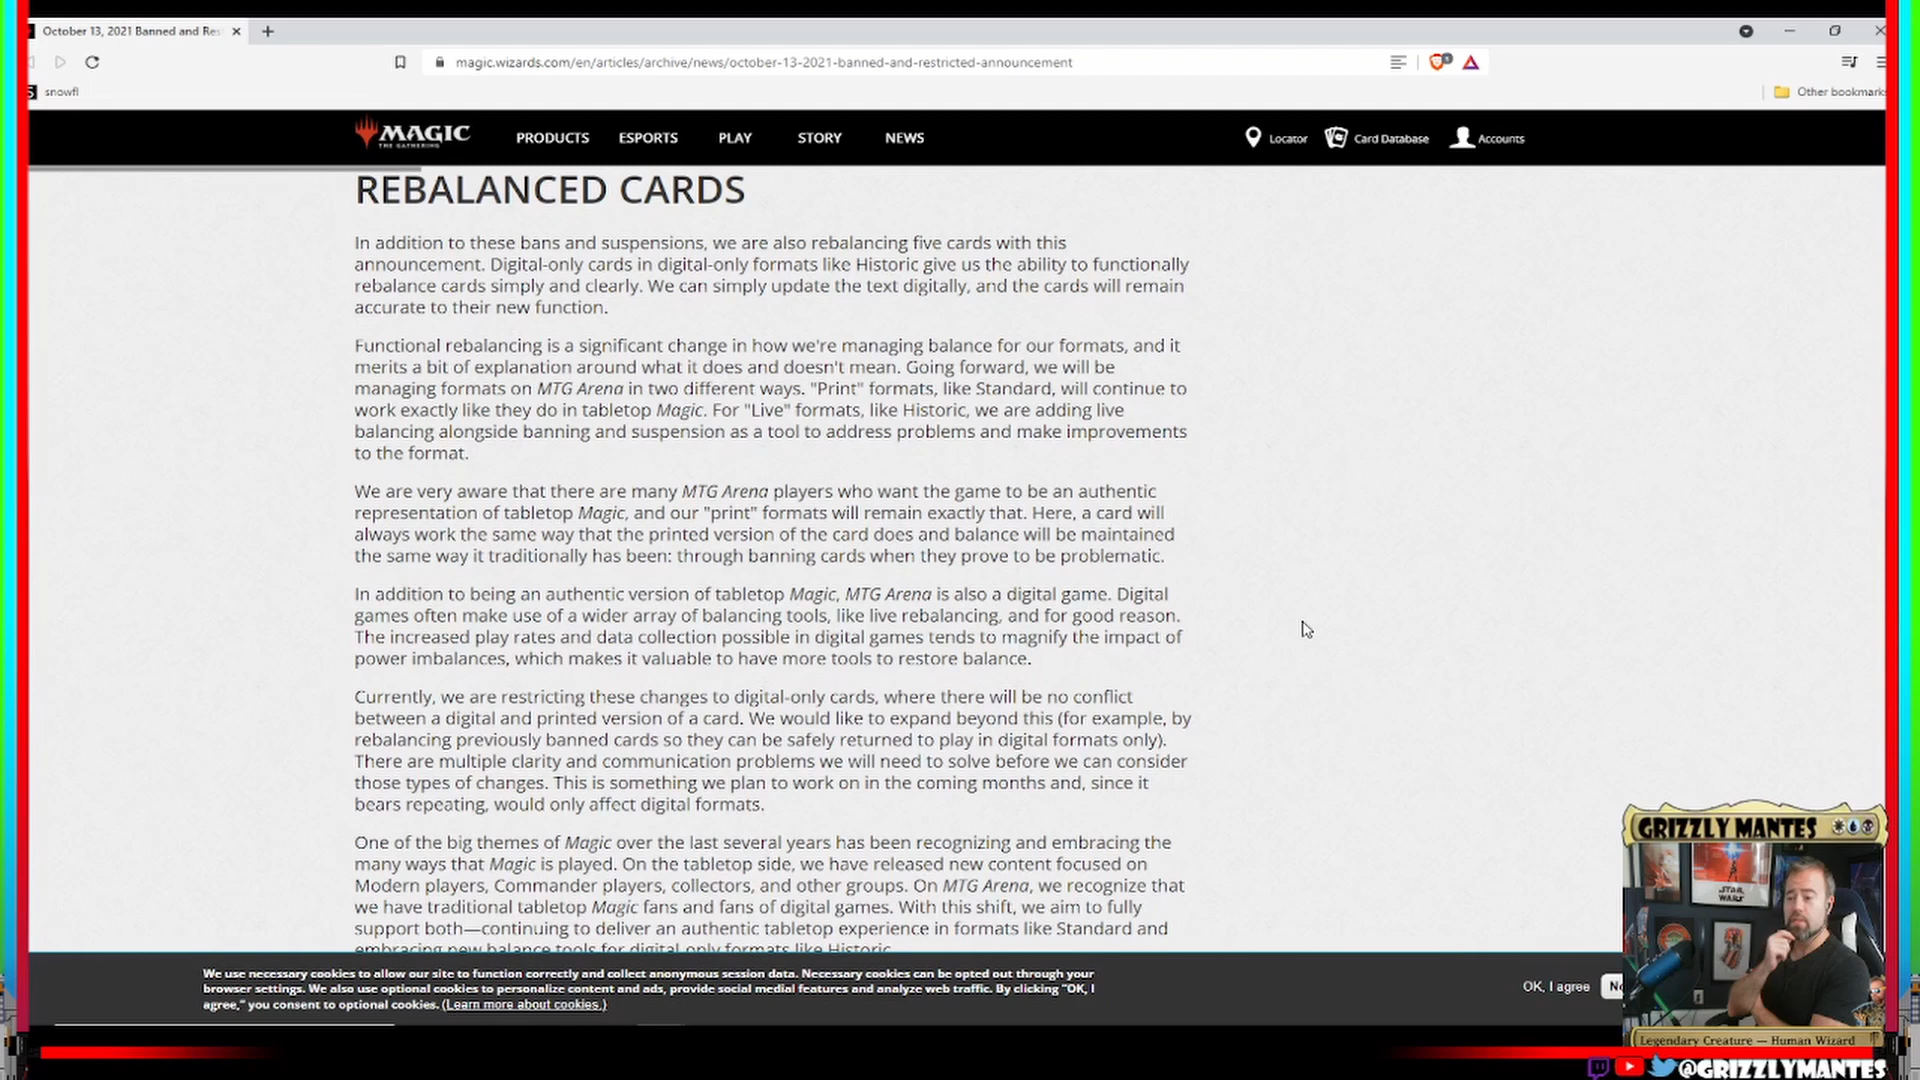 October 13, 2021 Banned and Res
magic.wizards.com/en/articles/archive/news/october-13-2021-banned-and-restricted-announcement
snowfl
Other bookmark
MAGIC
THE GATHERING
PRODUCTS
ESPORTS
PLAY
STORY
NEWS
Locator
Card Database
Accounts
REBALANCED CARDS
In addition to these bans and suspensions, we are also rebalancing five cards with this
announcement. Digital-only cards in digital-only formats like Historic give us the ability to functionally
rebalance cards simply and clearly. We can simply update the text digitally, and the cards will remain
accurate to their new function.
Functional rebalancing is a significant change in how we're managing balance for our formats, and it
merits a bit of explanation around what it does and doesn't mean. Going forward, we will be
managing formats on MTG Arena in two different ways. "Print" formats, like Standard, will continue to
work exactly like they do in tabletop Magic. For "Live" formats, like Historic, we are adding live
balancing alongside banning and suspension as a tool to address problems and make improvements
to the format.
We are very aware that there are many MTG Arena players who want the game to be an authentic
representation of tabletop Magic, and our "print" formats will remain exactly that. Here, a card will
always work the same way that the printed version of the card does and balance will be maintained
the same way it traditionally has been: through banning cards when they prove to be problematic.
In addition to being an authentic version of tabletop Magic, MTG Arena is also a digital game. Digital
games often make use of a wider array of balancing tools, like live rebalancing, and for good reason.
The increased play rates and data collection possible in digital games tends to magnify the impact of
power imbalances, which makes it valuable to have more tools to restore balance.
Currently, we are restricting these changes to digital-only cards, where there will be no conflict
between a digital and printed version of a card. We would like to expand beyond this (for example, by
rebalancing previously banned cards so they can be safely returned to play in digital formats only).
There are multiple clarity and communication problems we will need to solve before we can consider
those types of changes. This is something we plan to work on in the coming months and, since it
bears repeating, would only affect digital formats.
One of the big themes of Magic over the last several years has been recognizing and embracing the
many ways that Magic is played. On the tabletop side, we have released new content focused on
Modern players, Commander players, collectors, and other groups. On MTG Arena, we recognize that
we have traditional tabletop Magic fans and fans of digital games. With this shift, we aim to fully
support both—continuing to deliver an authentic tabletop experience in formats like Standard and
embracing new balance tools for digital-only formats like Historic.
We use necessary cookies to allow our site to function correctly and collect anonymous session data. Necessary cookies can be opted out through your
browser settings. We also use optional cookies to personalize content and ads, provide social medial features and analyze web traffic. By clicking “OK, I
agree,” you consent to optional cookies. (Learn more about cookies.)
OK, I agree
No
GRIZZLY MANTES
STAR
WARS
Legendary Creature — Human Wizard
@GRIZZLYMANTES